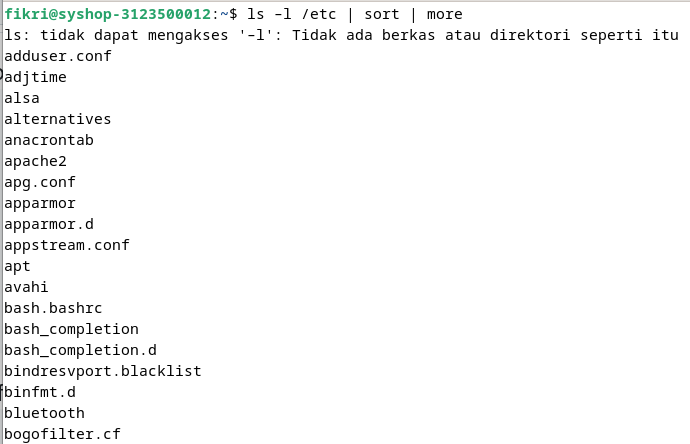 fikri@syshop-3123500012:~$ ls –l /etc | sort | more
ls: tidak dapat mengakses '–l': Tidak ada berkas atau direktori seperti itu
adduser.conf
adjtime
alsa
alternatives
anacrontab
apache2
apg.conf
apparmor
apparmor.d
appstream.conf
apt
avahi
bash.bashrc
bash_completion
bash_completion.d
bindresvport.blacklist
binfmt.d
bluetooth
bogofilter.cf